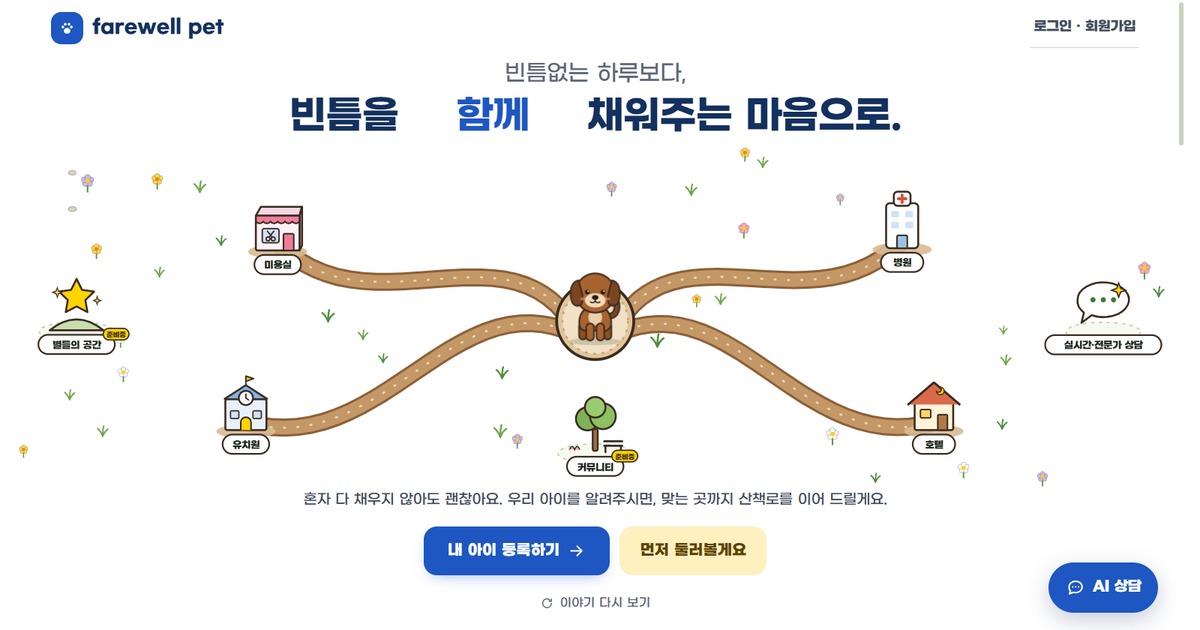 farewell pet
로그인 · 회원가입
빈틈없는 하루보다,
빈틈을 함께 채워주는 마음으로.
미용실
병원
별들의 공간
준비중
실시간·전문가 상담
유치원
호텔
커뮤니티
준비중
혼자 다 채우지 않아도 괜찮아요. 우리 아이를 알려주시면, 맞는 곳까지 산책로를 이어 드릴게요.
내 아이 등록하기 →
먼저 둘러볼게요
AI 상담
이야기 다시 보기